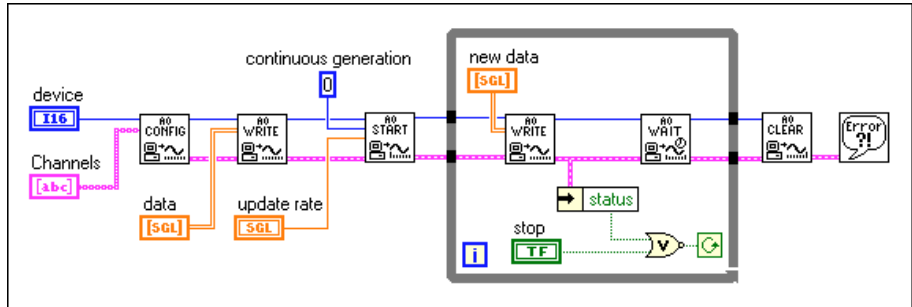 continuous generation
0
new data
[SGL]
device
I16
AO CONFIG
AO WRITE
AO START
AO WRITE
AO WAIT
AO CLEAR
Error ?!
Channels
[abc]
data
[SGL]
update rate
SGL
status
stop
TF
V
i